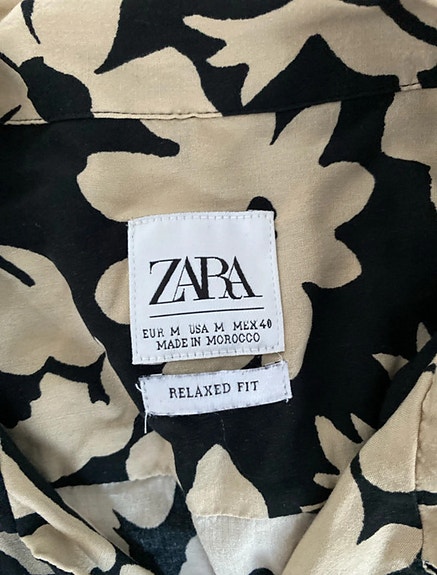 ZARA
EUR M USA M MEX 40
MADE IN MOROCCO
RELAXED FIT